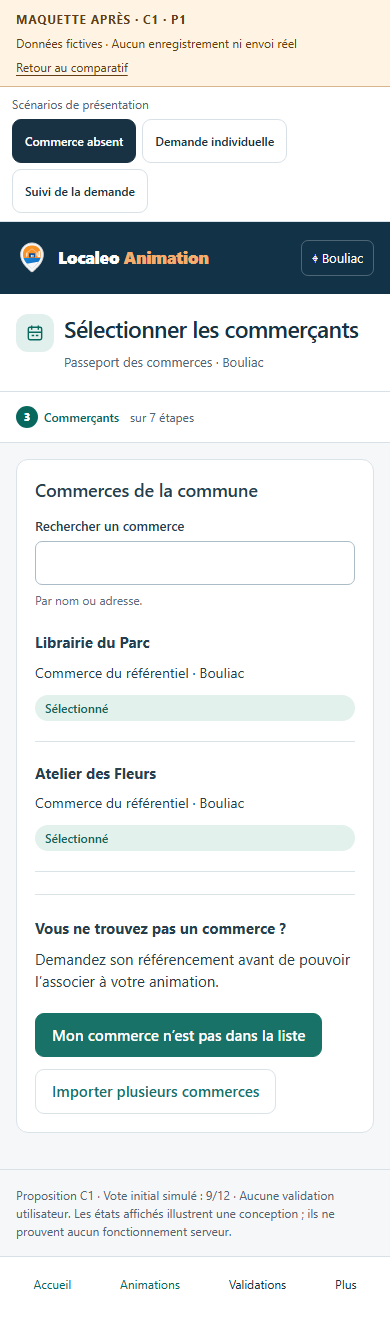 MAQUETTE APRÈS · C1 · P1
Données fictives · Aucun enregistrement ni envoi réel
Retour au comparatif
Scénarios de présentation
Commerce absent
Demande individuelle
Suivi de la demande
Localeo Animation
⌖ Bouliac
Sélectionner les commerçants
Passeport des commerces · Bouliac
3 Commerçants sur 7 étapes
Commerces de la commune
Rechercher un commerce
Par nom ou adresse.
Librairie du Parc
Commerce du référentiel · Bouliac
Sélectionné
Atelier des Fleurs
Commerce du référentiel · Bouliac
Sélectionné
Vous ne trouvez pas un commerce ?
Demandez son référencement avant de pouvoir
l’associer à votre animation.
Mon commerce n’est pas dans la liste
Importer plusieurs commerces
Proposition C1 · Vote initial simulé : 9/12 · Aucune validation
utilisateur. Les états affichés illustrent une conception ; ils ne
prouvent aucun fonctionnement serveur.
Accueil Animations Validations Plus